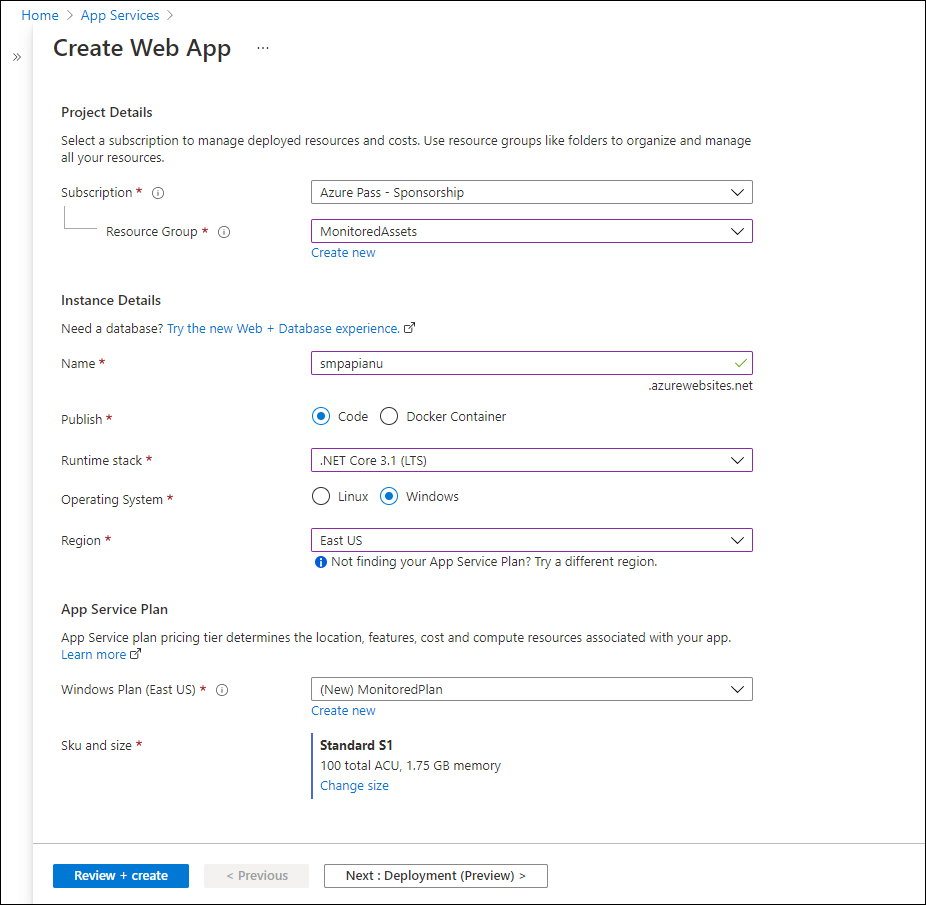 Home > App Services >
»
Create Web App ...
Project Details
Select a subscription to manage deployed resources and costs. Use resource groups like folders to organize and manage
all your resources.
Subscription *
Azure Pass - Sponsorship
Resource Group *
MonitoredAssets
Create new
Instance Details
Need a database? Try the new Web + Database experience.
Name *
smpapianu
.azurewebsites.net
Publish *
Code
Docker Container
Runtime stack *
.NET Core 3.1 (LTS)
Operating System *
Linux
Windows
Region *
East US
Not finding your App Service Plan? Try a different region.
App Service Plan
App Service plan pricing tier determines the location, features, cost and compute resources associated with your app.
Learn more
Windows Plan (East US) *
(New) MonitoredPlan
Create new
Sku and size *
Standard S1
100 total ACU, 1.75 GB memory
Change size
Review + create
< Previous
Next : Deployment (Preview) >